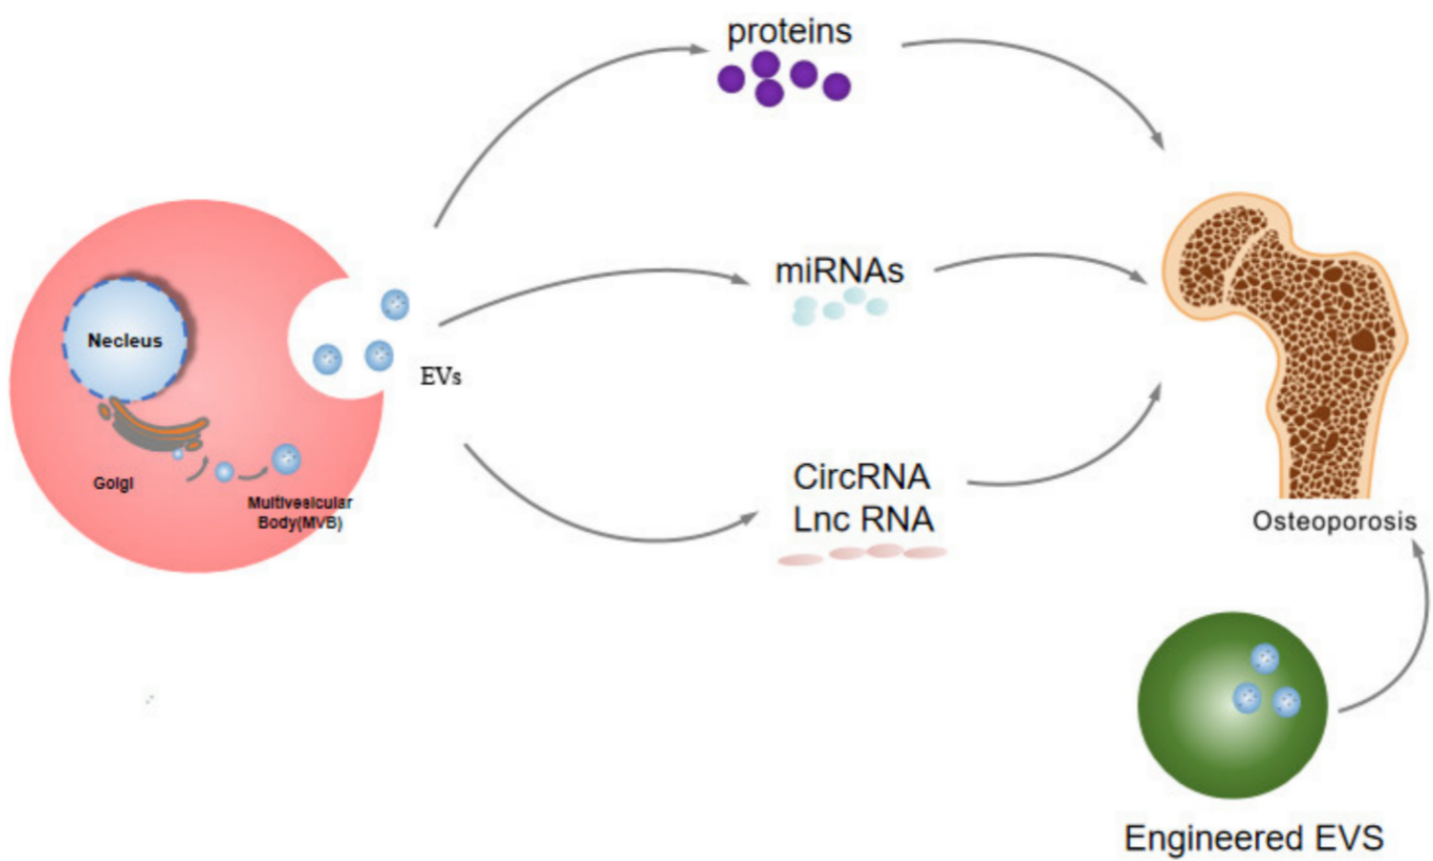 proteins
miRNAs
Necleus
EVs
Golgi
Multivesicular
Body(MVB)
CircRNA
Lnc RNA
Osteoporosis
Engineered EVS